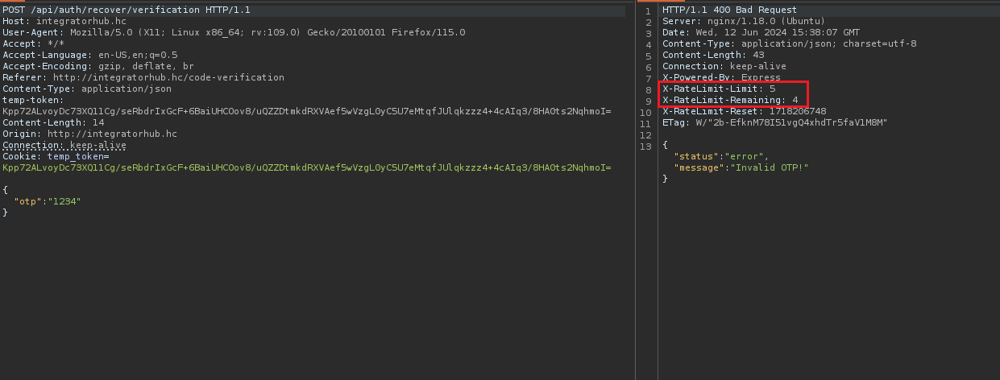 POST /api/auth/recover/verification HTTP/1.1
Host: integratorhub.hc
User-Agent: Mozilla/5.0 (X11; Linux x86_64; rv:109.0) Gecko/20100101 Firefox/115.0
Accept: */*
Accept-Language: en-US,en;q=0.5
Accept-Encoding: gzip, deflate, br
Referer: http://integratorhub.hc/code-verification
Content-Type: application/json
temp-token:
Kpp72ALvoyDc73XQ11Cg/seRbdrIxGcF+6BaiUHCOov8/uQZZDtmkdRXVAef5wVzgL0yC5U7eMtqfJUlqkzzz4+4cAIq3/8HAOts2NqhmoI=
Content-Length: 14
Origin: http://integratorhub.hc
Connection: keep-alive
Cookie: temp_token=
Kpp72ALvoyDc73XQ11Cg/seRbdrIxGcF+6BaiUHCOov8/uQZZDtmkdRXVAef5wVzgL0yC5U7eMtqfJUlqkzzz4+4cAIq3/8HAOts2NqhmoI=
{
"otp":"1234"
}
1 HTTP/1.1 400 Bad Request
2 Server: nginx/1.18.0 (Ubuntu)
3 Date: Wed, 12 Jun 2024 15:38:07 GMT
4 Content-Type: application/json; charset=utf-8
5 Content-Length: 43
6 Connection: keep-alive
7 X-Powered-By: Express
8 X-RateLimit-Limit: 5
9 X-RateLimit-Remaining: 4
10 X-RateLimit-Reset: 1718206748
11 ETag: W/"2b-EfknM78I51vgQ4xhdTr5faV1M8M"
12
13 {
"status":"error",
"message":"Invalid OTP!"
}